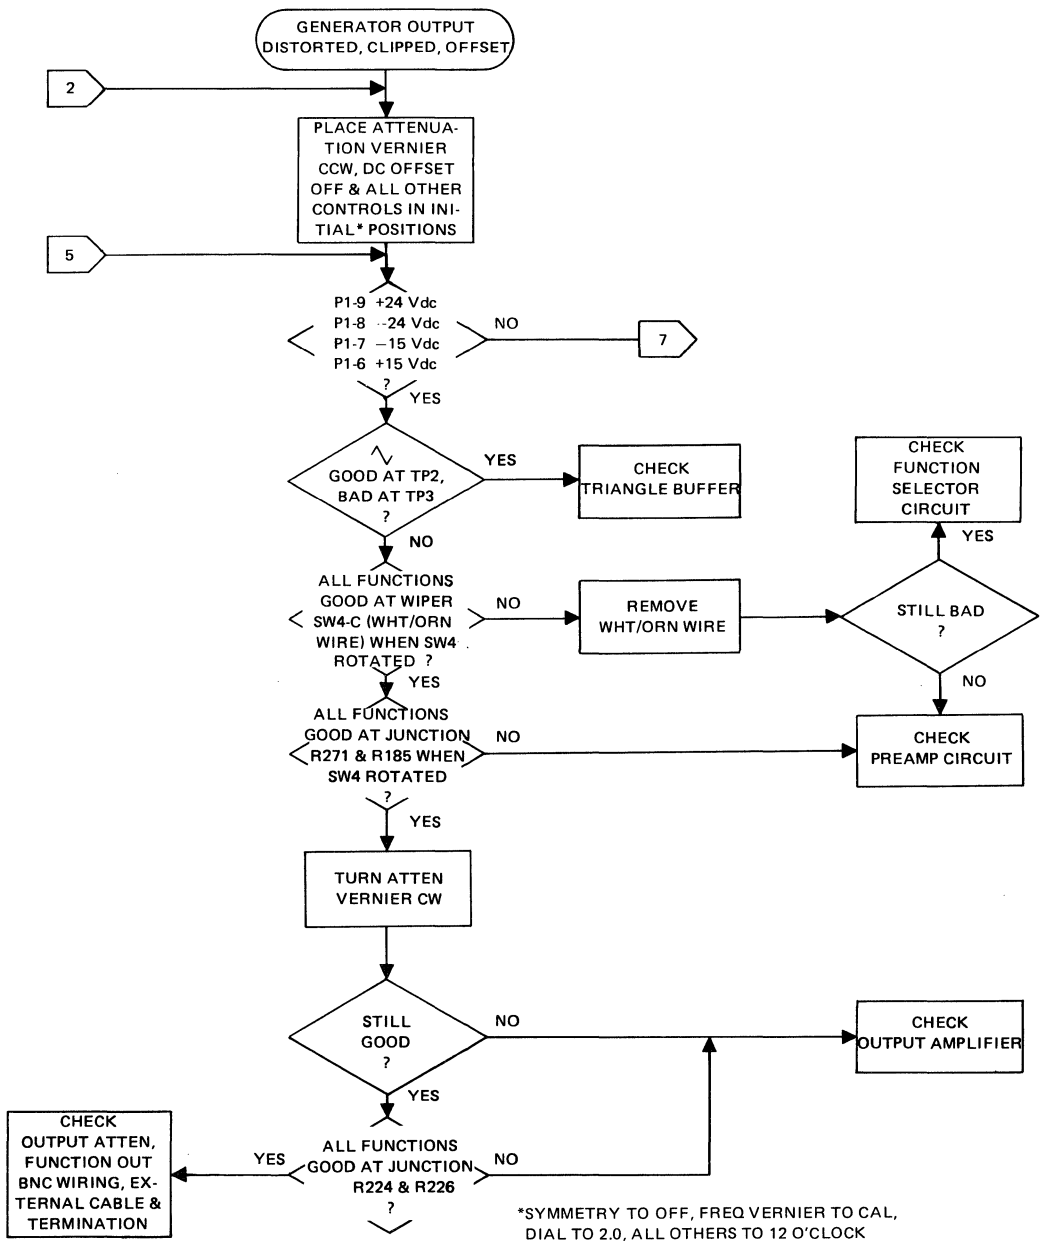 GENERATOR OUTPUT
DISTORTED, CLIPPED, OFFSET
2
PLACE ATTENUA-
TION VERNIER
CCW, DC OFFSET
OFF & ALL OTHER
CONTROLS IN INI-
TIAL* POSITIONS
5
P1-9 +24 Vdc
P1-8 --24 Vdc
P1-7 –15 Vdc
P1-6 +15 Vdc
?
NO
7
YES
GOOD AT TP2,
BAD AT TP3
?
YES
CHECK
TRIANGLE BUFFER
NO
ALL FUNCTIONS
GOOD AT WIPER
SW4-C (WHT/ORN
WIRE) WHEN SW4
ROTATED ?
NO
REMOVE
WHT/ORN WIRE
STILL BAD
?
YES
CHECK
FUNCTION
SELECTOR
CIRCUIT
NO
YES
ALL FUNCTIONS
GOOD AT JUNCTION
R271 & R185 WHEN
SW4 ROTATED
?
NO
CHECK
PREAMP CIRCUIT
YES
TURN ATTEN
VERNIER CW
STILL
GOOD
?
NO
CHECK
OUTPUT AMPLIFIER
YES
ALL FUNCTIONS
GOOD AT JUNCTION
R224 & R226
?
NO
YES
CHECK
OUTPUT ATTEN,
FUNCTION OUT
BNC WIRING, EX-
TERNAL CABLE &
TERMINATION
*SYMMETRY TO OFF, FREQ VERNIER TO CAL,
DIAL TO 2.0, ALL OTHERS TO 12 O'CLOCK